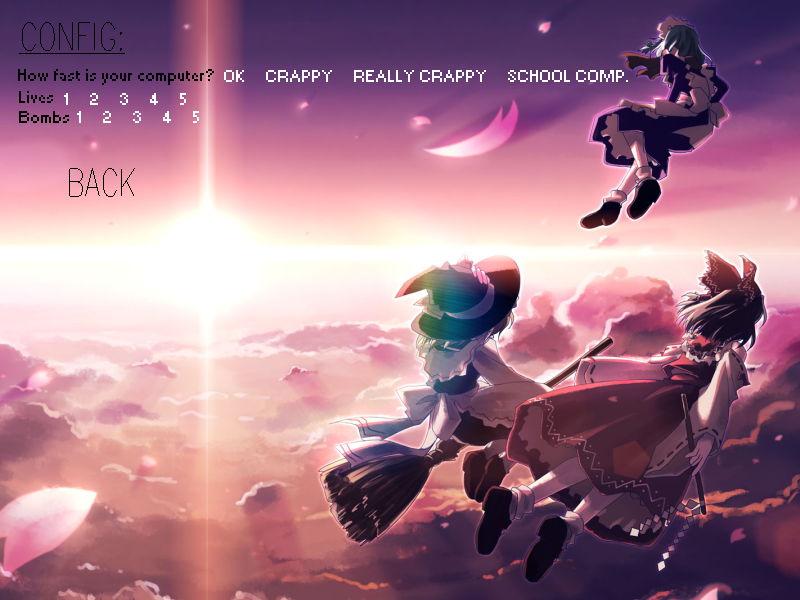 CONFIG:
How fast is your computer? OK CRAPPY REALLY CRAPPY SCHOOL COMP.
Lives 1 2 3 4 5
Bombs 1 2 3 4 5
BACK